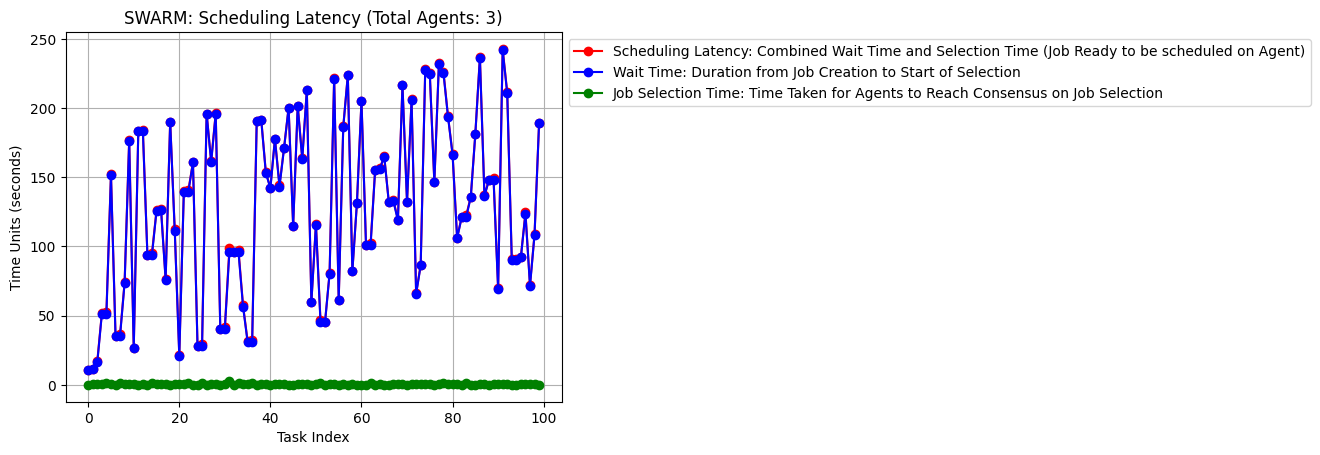 SWARM: Scheduling Latency (Total Agents: 3)
Scheduling Latency: Combined Wait Time and Selection Time (Job Ready to be scheduled on Agent)
Wait Time: Duration from Job Creation to Start of Selection
Job Selection Time: Time Taken for Agents to Reach Consensus on Job Selection
Time Units (seconds)
250
200
150
100
50
0
0
20
40
60
80
100
Task Index